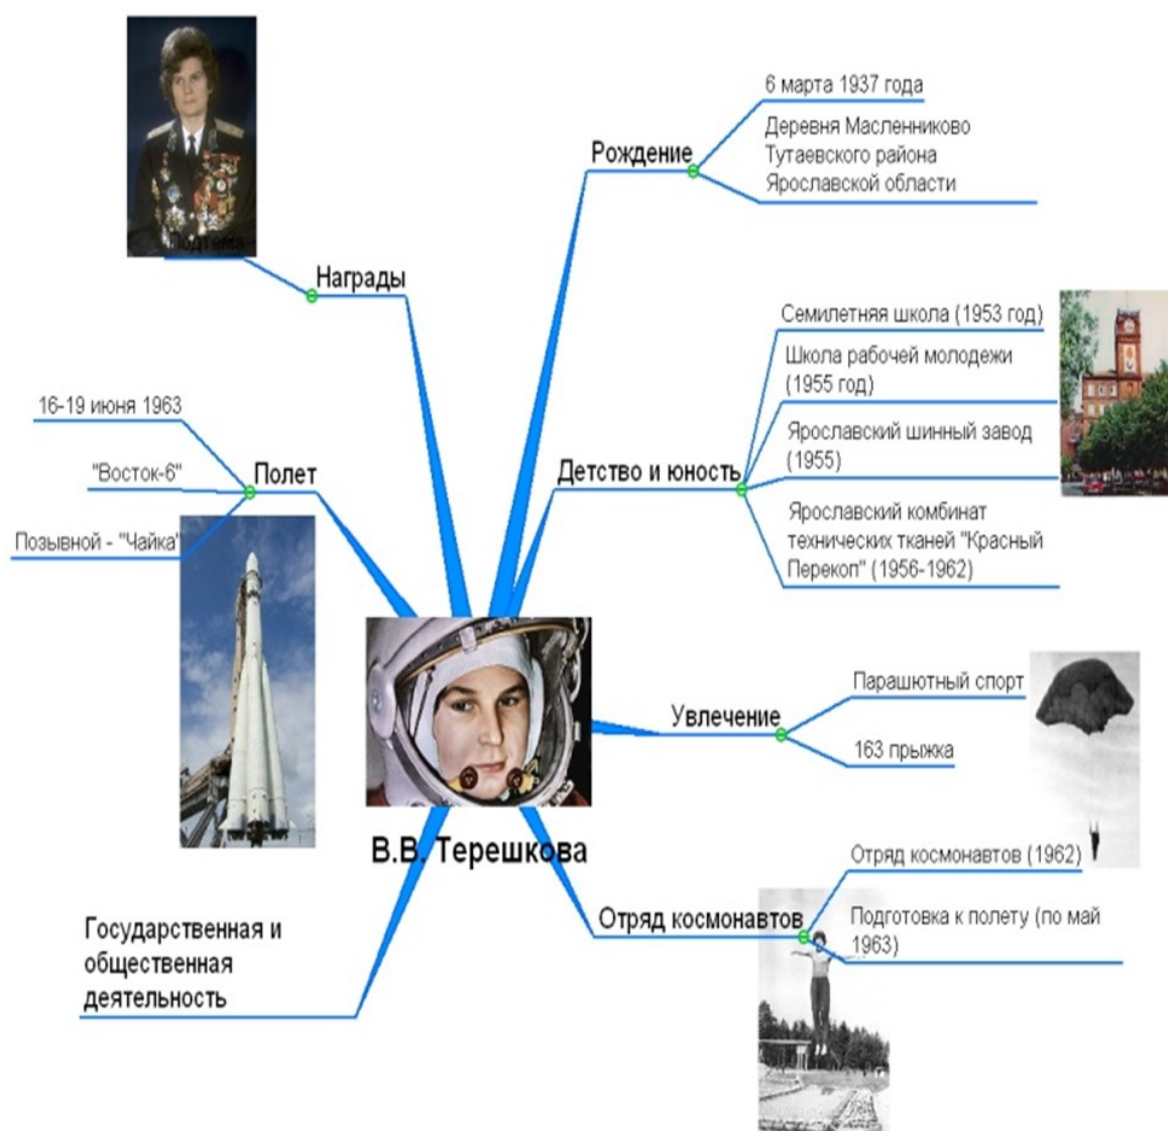 Рождение
6 марта 1937 года
Деревня Масленниково
Тутаевского района
Ярославской области
Подтема
Награды
Семилетняя школа (1953 год)
Школа рабочей молодежи
(1955 год)
Ярославский шинный завод
(1955)
Ярославский комбинат
технических тканей "Красный
Перекоп" (1956-1962)
Детство и юность
16-19 июня 1963
"Восток-6"
Позывной - "Чайка"
Полет
Увлечение
Парашютный спорт
163 прыжка
В.В. Терешкова
Отряд космонавтов
Отряд космонавтов (1962)
Подготовка к полету (по май
1963)
Государственная и
общественная
деятельность